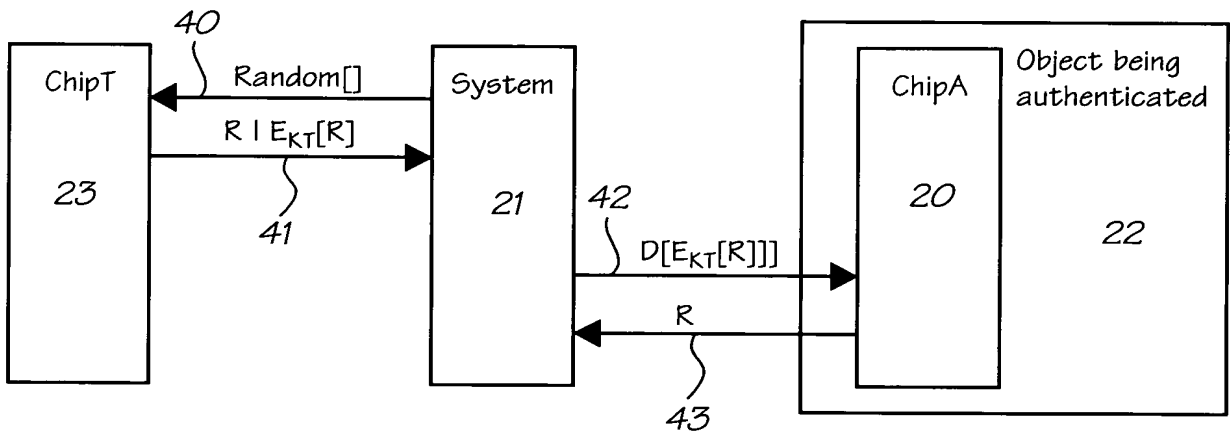 40
ChipT
Random[]
System
ChipA
Object being
authenticated
R | E_KT[R]
23
41
21
42
20
22
D[E_KT[R]]]
R
43